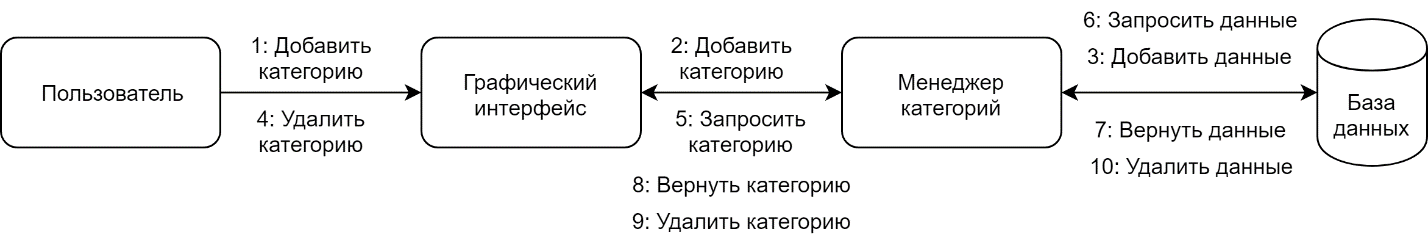 Пользователь
1: Добавить
категорию
4: Удалить
категорию
Графический
интерфейс
2: Добавить
категорию
5: Запросить
категорию
8: Вернуть категорию
9: Удалить категорию
Менеджер
категорий
6: Запросить данные
3: Добавить данные
7: Вернуть данные
10: Удалить данные
База
данных